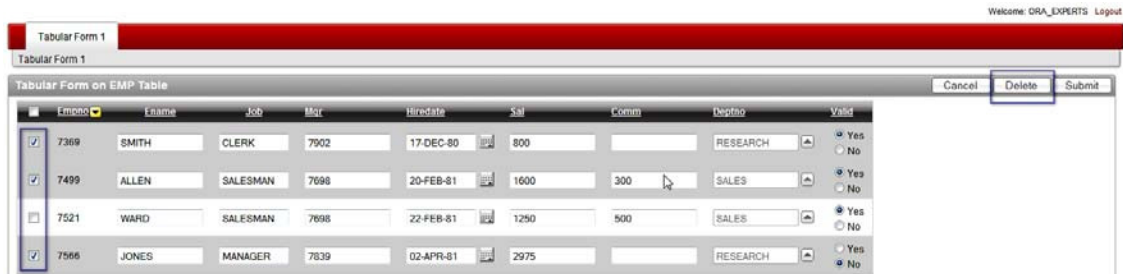 Welcome: ORA_EXPERTS Logout
Tabular Form 1
Tabular Form 1
Tabular Form on EMP Table Cancel Delete Submit
Empno Ename Job Mgr Hiredate Sal Comm Deptno Valid
7369 SMITH CLERK 7902 17-DEC-80 800 RESEARCH Yes
No
7499 ALLEN SALESMAN 7698 20-FEB-81 1600 300 SALES Yes
No
7521 WARD SALESMAN 7698 22-FEB-81 1250 500 SALES Yes
No
7566 JONES MANAGER 7839 02-APR-81 2975 RESEARCH Yes
No